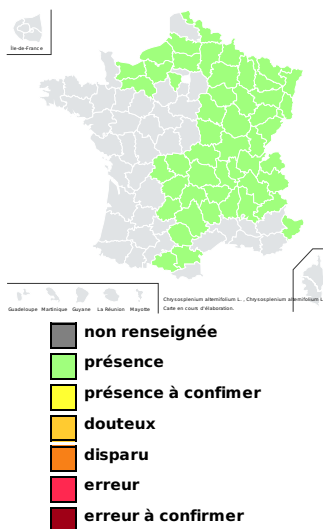 Île-de-France
Guadeloupe Martinique Guyane La Réunion Mayotte
Chrysosplenium alternifolium L. , Chrysosplenium alternifolium L
Carte en cours d'élaboration.
non renseignée
présence
présence à confimer
douteux
disparu
erreur
erreur à confirmer